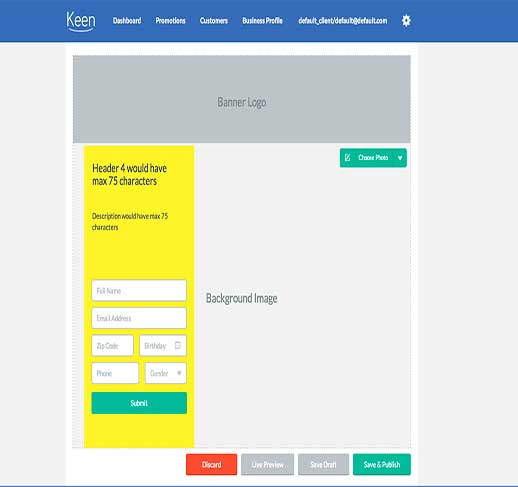 Keen Dashboard Promotions Customers Business Profile default_client/default@default.com
Banner Logo
Choose Photo
Header 4 would have
max 75 characters
Description would have max 75
characters
Full Name
Background Image
Email Address
Zip Code Birthday
Phone Gender
Submit
Discard Live Preview Save Draft Save & Publish